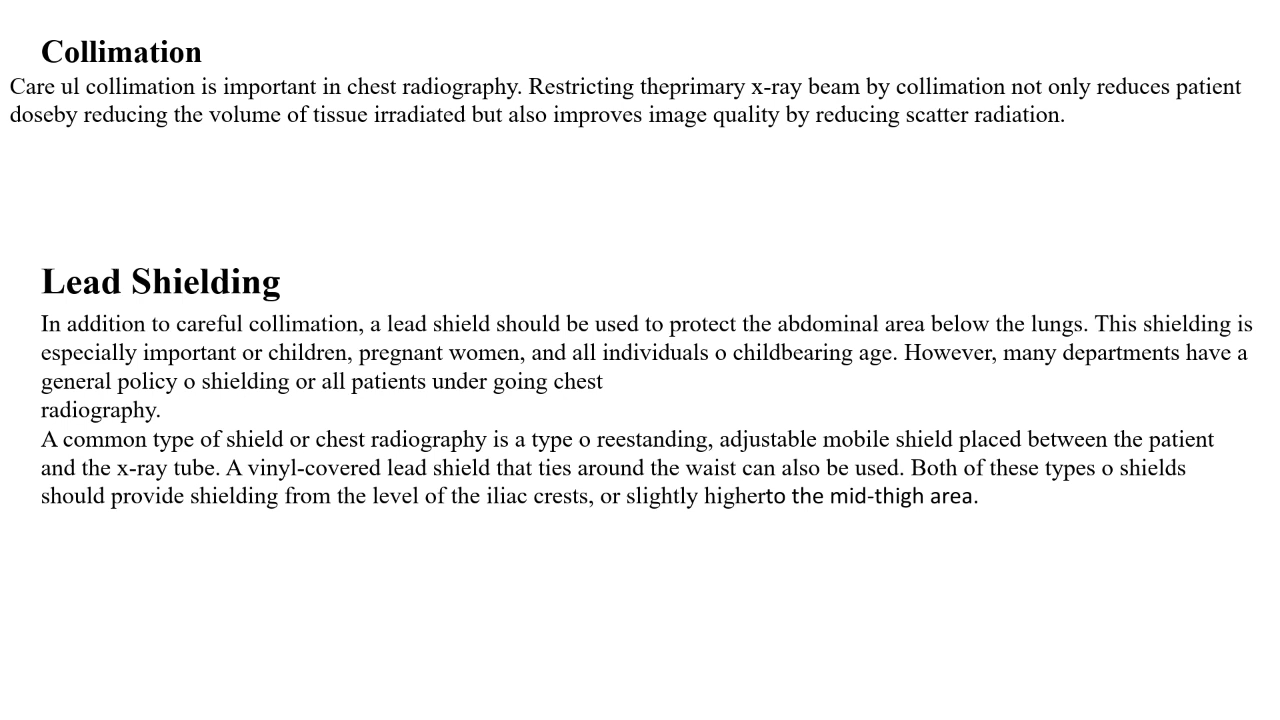 Collimation
Care ul collimation is important in chest radiography. Restricting theprimary x-ray beam by collimation not only reduces patient
doseby reducing the volume of tissue irradiated but also improves image quality by reducing scatter radiation.
Lead Shielding
In addition to careful collimation, a lead shield should be used to protect the abdominal area below the lungs. This shielding is
especially important or children, pregnant women, and all individuals o childbearing age. However, many departments have a
general policy o shielding or all patients under going chest
radiography.
A common type of shield or chest radiography is a type o reestanding, adjustable mobile shield placed between the patient
and the x-ray tube. A vinyl-covered lead shield that ties around the waist can also be used. Both of these types o shields
should provide shielding from the level of the iliac crests, or slightly higherto the mid-thigh area.